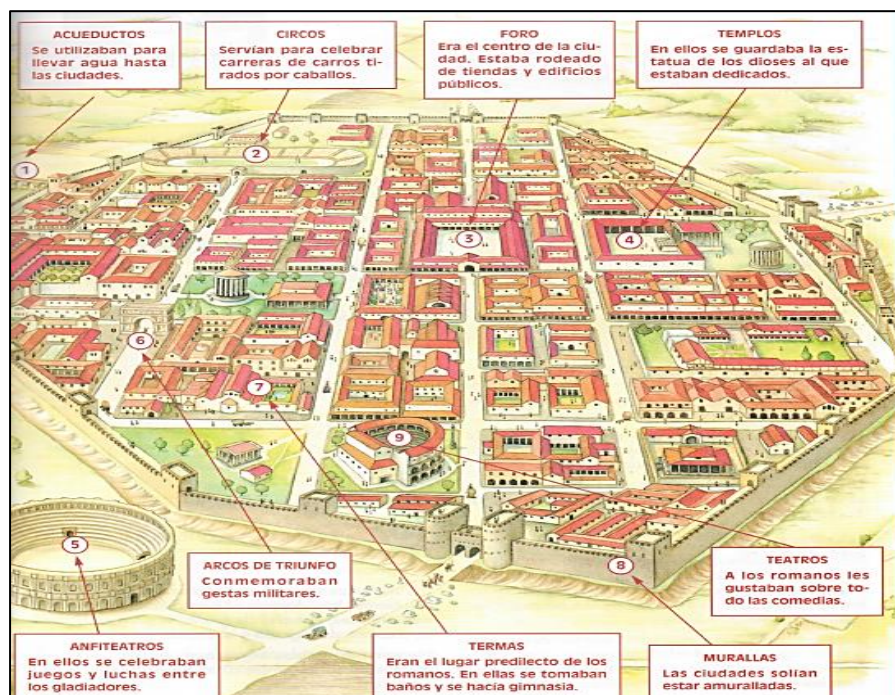 ACUEDUCTOS
Se utilizaban para
llevar agua hasta
las ciudades.
CIRCOS
Servían para celebrar
carreras de carros ti-
rados por caballos.
FORO
Era el centro de la ciu-
dad. Estaba rodeado
de tiendas y edificios
públicos.
TEMPLOS
En ellos se guardaba la es-
tatua de los dioses al que
estaban dedicados.
1
2
3
4
6
7
9
5
8
ARCOS DE TRIUNFO
Conmemoraban
gestas militares.
TEATROS
A los romanos les
gustaban sobre to-
do las comedias.
ANFITEATROS
En ellos se celebraban
juegos y luchas entre
los gladiadores.
TERMAS
Eran el lugar predilecto de los
romanos. En ellas se tomaban
baños y se hacía gimnasia.
MURALLAS
Las ciudades solían
estar amuralladas.